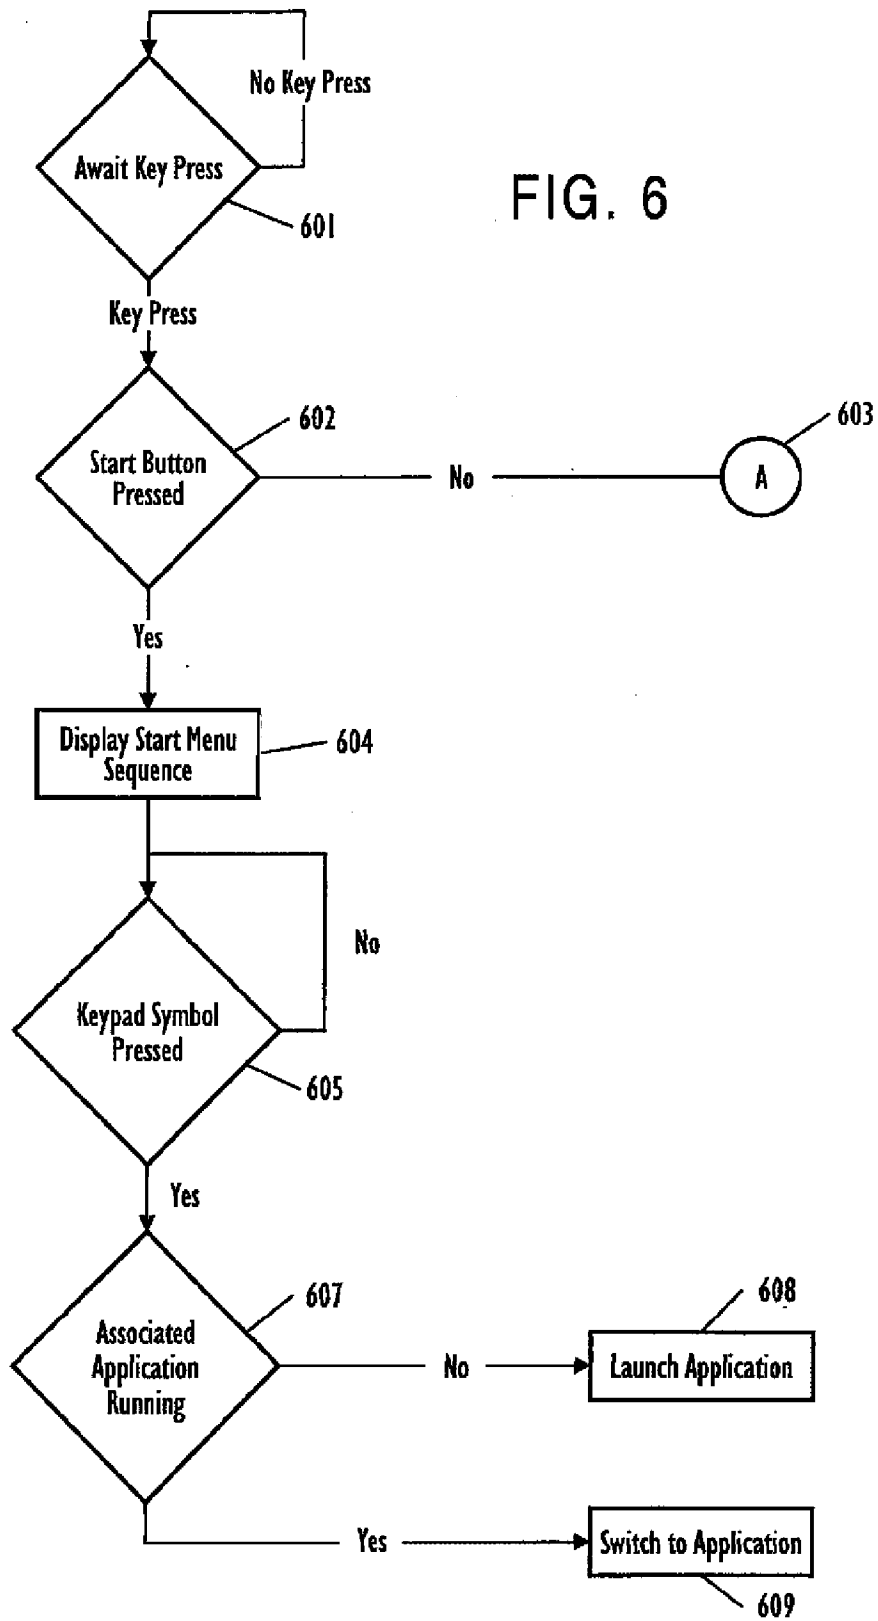 No Key Press
Await Key Press
FIG. 6
601
Key Press
602
603
Start Button
Pressed
No
A
Yes
Display Start Menu
Sequence
604
No
Keypad Symbol
Pressed
605
Yes
607
608
Associated
Application
Running
No
Launch Application
Yes
Switch to Application
609